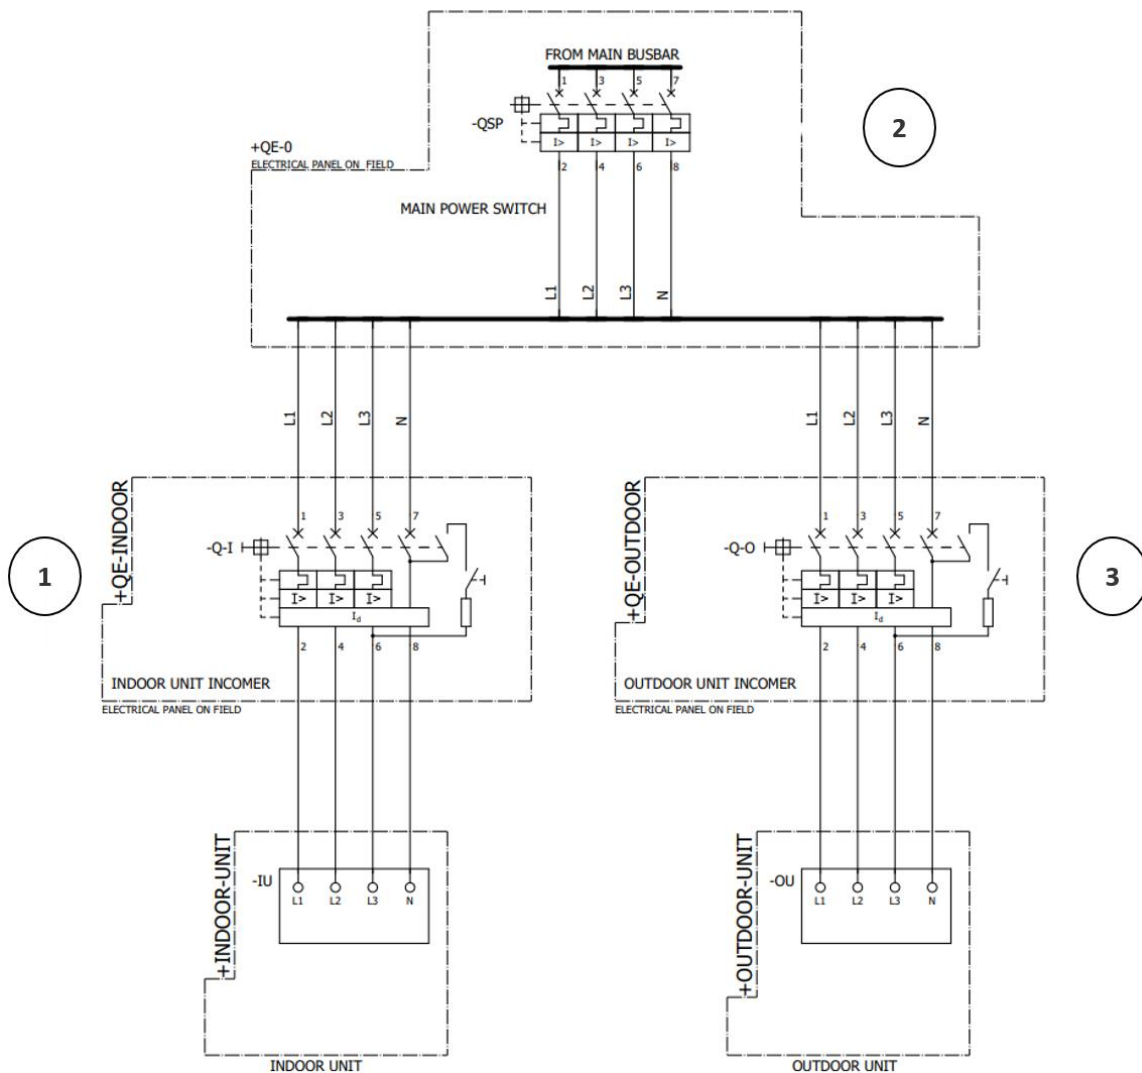 FROM MAIN BUSBAR
1 3 5 7
-QSP
I> I> I> I>
2 4 6 8
2
+QE-0
ELECTRICAL PANEL ON FIELD
MAIN POWER SWITCH
L1 L2 L3 N
L1 L2 L3 N
L1 L2 L3 N
+QE-INDOOR
1 3 5 7
-Q-I
I> I> I>
Id
2 4 6 8
1
INDOOR UNIT INCOMER
ELECTRICAL PANEL ON FIELD
+QE-OUTDOOR
1 3 5 7
-Q-O
I> I> I>
Id
2 4 6 8
3
OUTDOOR UNIT INCOMER
ELECTRICAL PANEL ON FIELD
+INDOOR-UNIT
-IU
L1 L2 L3 N
INDOOR UNIT
+OUTDOOR-UNIT
-OU
L1 L2 L3 N
OUTDOOR UNIT